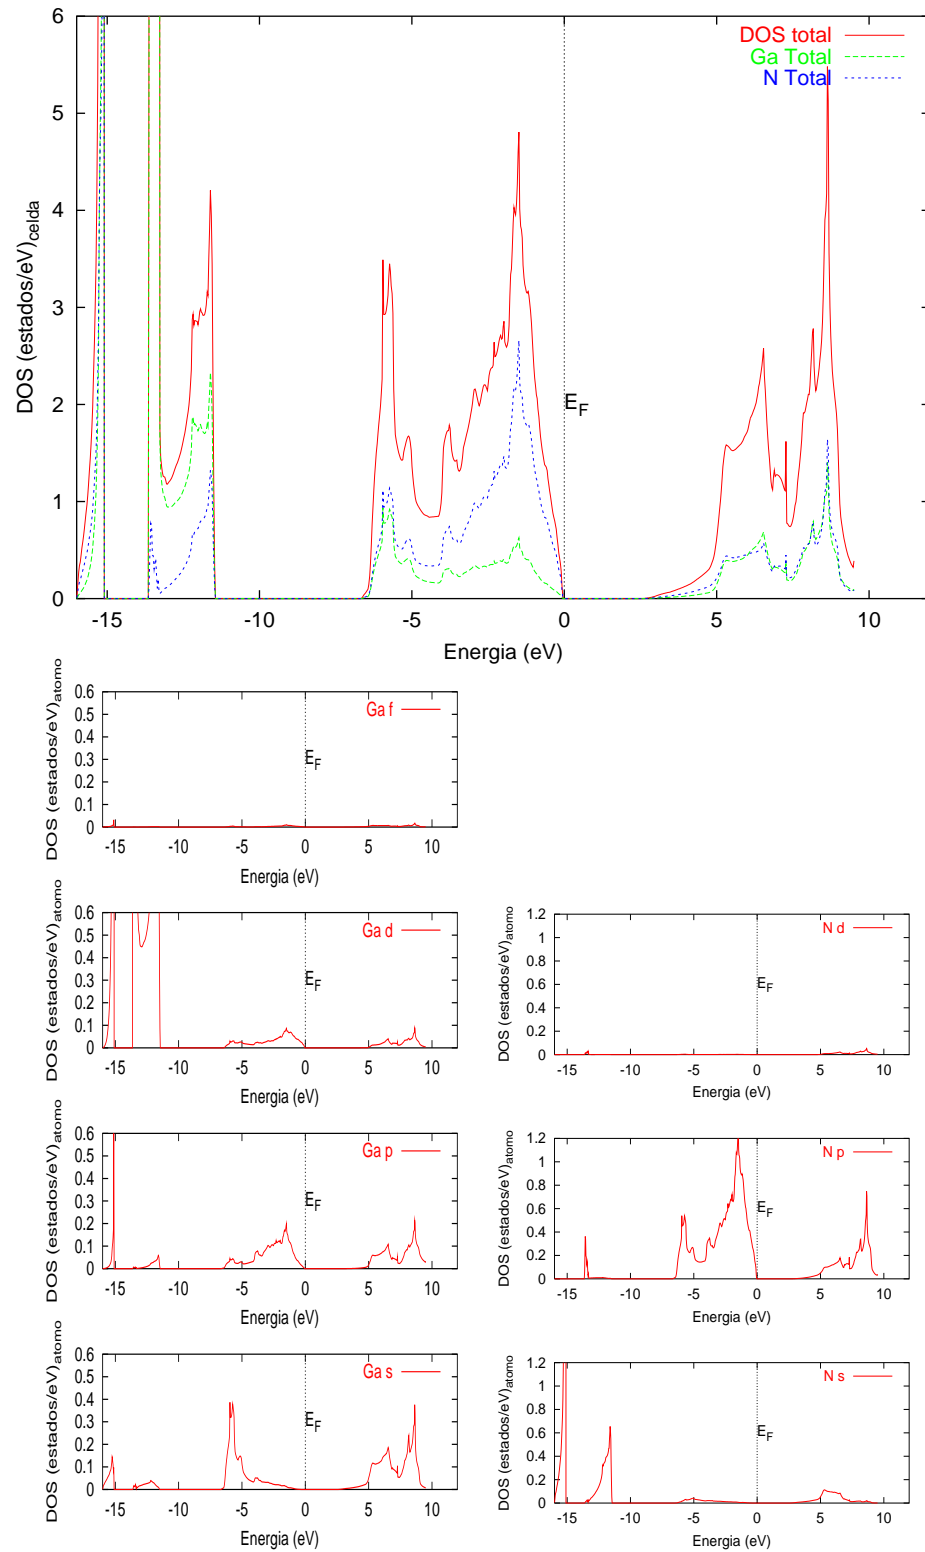 DOS total
Ga Total
N Total
6
5
4
3
2
1
0
DOS (estados/eV)celda
E_F
-15 -10 -5 0 5 10
Energia (eV)
Ga f
0.6
0.5
0.4
0.3
0.2
0.1
0
DOS (estados/eV)atomo
E_F
-15 -10 -5 0 5 10
Energia (eV)
Ga d
0.6
0.5
0.4
0.3
0.2
0.1
0
DOS (estados/eV)atomo
E_F
-15 -10 -5 0 5 10
Energia (eV)
N d
1.2
1
0.8
0.6
0.4
0.2
0
DOS (estados/eV)atomo
E_F
-15 -10 -5 0 5 10
Energia (eV)
Ga p
0.6
0.5
0.4
0.3
0.2
0.1
0
DOS (estados/eV)atomo
E_F
-15 -10 -5 0 5 10
Energia (eV)
N p
1.2
1
0.8
0.6
0.4
0.2
0
DOS (estados/eV)atomo
E_F
-15 -10 -5 0 5 10
Energia (eV)
Ga s
0.6
0.5
0.4
0.3
0.2
0.1
0
DOS (estados/eV)atomo
E_F
-15 -10 -5 0 5 10
Energia (eV)
N s
1.2
1
0.8
0.6
0.4
0.2
0
DOS (estados/eV)atomo
E_F
-15 -10 -5 0 5 10
Energia (eV)